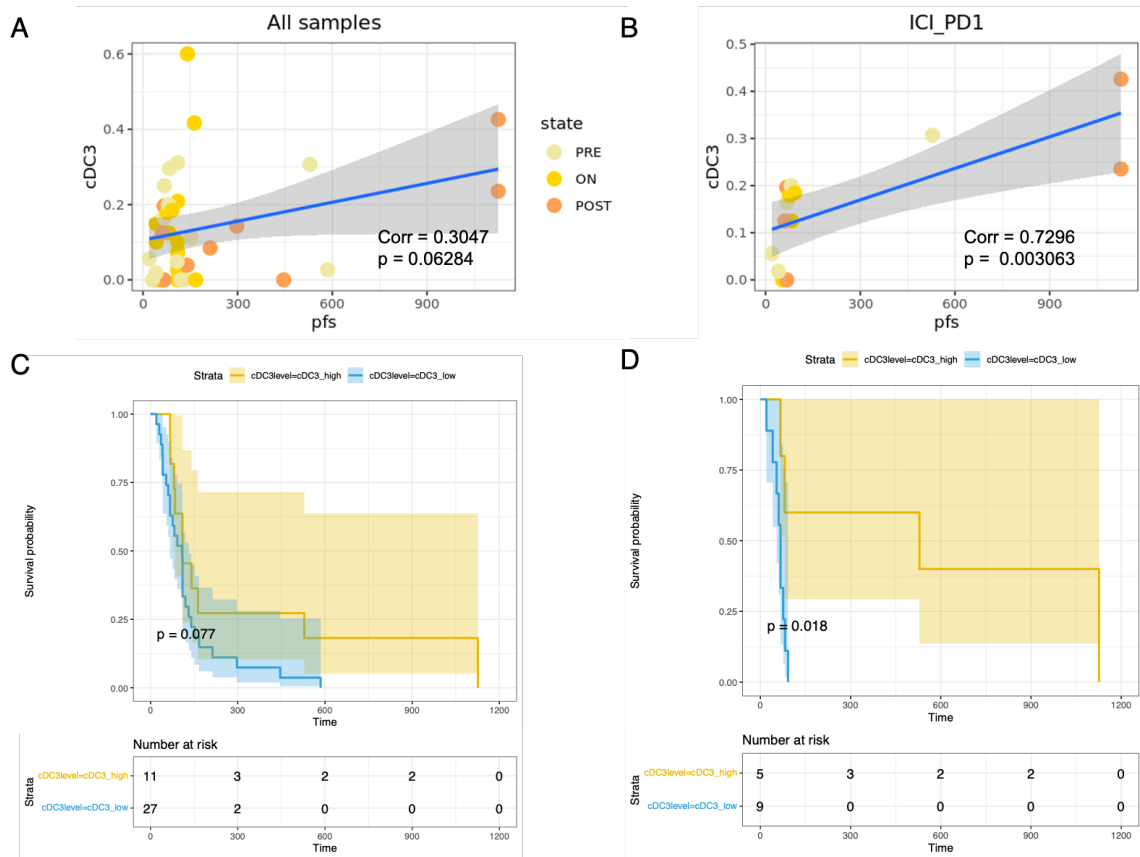 A
All samples
0.6
0.4
0.2
0.0
cDC3
0
300
600
900
pfs
Corr = 0.3047
p = 0.06284
state
PRE
ON
POST
B
ICI_PD1
0.5
0.4
0.3
0.2
0.1
0.0
cDC3
0
300
600
900
pfs
Corr = 0.7296
p = 0.003063
C
Strata cDC3level=cDC3_high cDC3level=cDC3_low
1.00
0.75
0.50
0.25
0.00
Survival probability
p = 0.077
0 300 600 900 1200
Time
Number at risk
Strata
cDC3level=cDC3_high 11 3 2 2 0
cDC3level=cDC3_low 27 2 0 0 0
0 300 600 900 1200
Time
D
Strata cDC3level=cDC3_high cDC3level=cDC3_low
1.00
0.75
0.50
0.25
0.00
Survival probability
p = 0.018
0 300 600 900 1200
Time
Number at risk
Strata
cDC3level=cDC3_high 5 3 2 2 0
cDC3level=cDC3_low 9 0 0 0 0
0 300 600 900 1200
Time